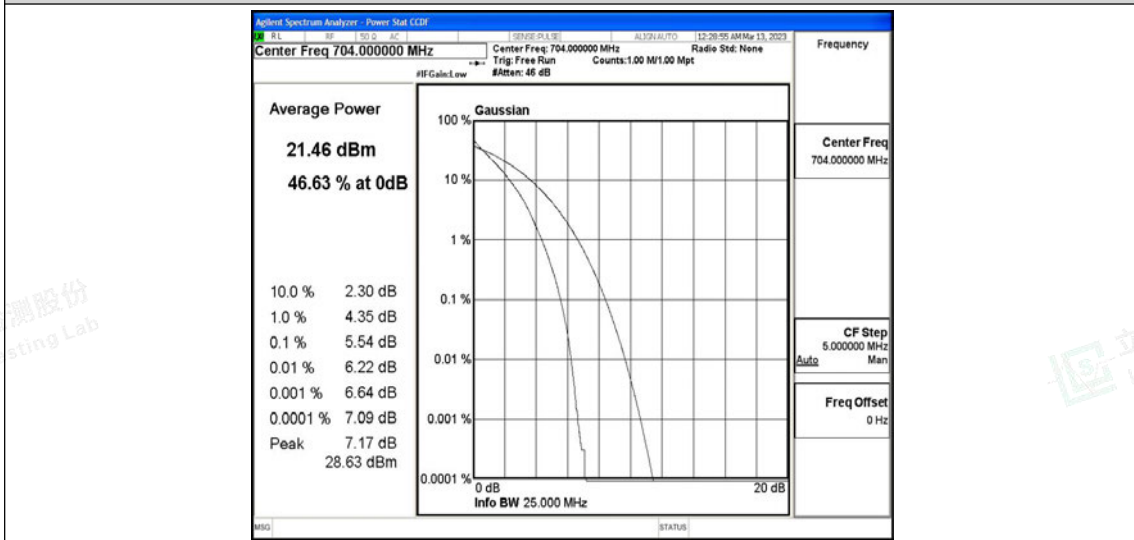 Agilent Spectrum Analyzer - Power Stat CCDF
RL RF 50 Ω AC SENSE:PULSE ALIGNAUTO 12:28:55 AM Mar 13, 2023
Center Freq 704.000000 MHz
Center Freq: 704.000000 MHz Radio Std: None
Trig: Free Run Counts:1.00 M/1.00 Mpt
#IFGain:Low #Atten: 46 dB
Frequency
Average Power
21.46 dBm
46.63 % at 0dB
10.0 % 2.30 dB
1.0 % 4.35 dB
0.1 % 5.54 dB
0.01 % 6.22 dB
0.001 % 6.64 dB
0.0001 % 7.09 dB
Peak 7.17 dB
28.63 dBm
Gaussian
100 %
10 %
1 %
0.1 %
0.01 %
0.001 %
0.0001 %
0 dB 20 dB
Info BW 25.000 MHz
Center Freq
704.000000 MHz
CF Step
5.000000 MHz
Auto Man
Freq Offset
0 Hz
MSG STATUS
测股份
esting Lab